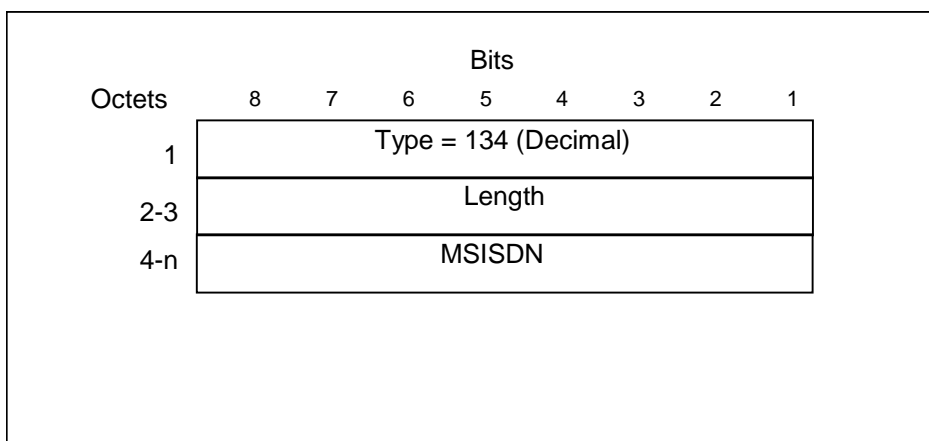 Bits
Octets 8 7 6 5 4 3 2 1
1 Type = 134 (Decimal)
2-3 Length
4-n MSISDN